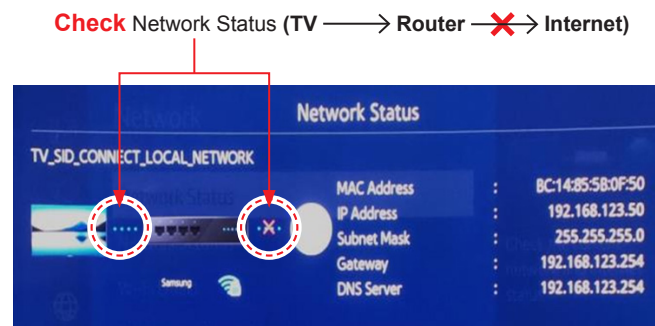 Check Network Status (TV ⟶ Router ⟶ Internet)
Network Status
TV_SID_CONNECT_LOCAL_NETWORK
MAC Address : BC:14:85:5B:0F:50
IP Address : 192.168.123.50
Subnet Mask : 255.255.255.0
Gateway : 192.168.123.254
DNS Server : 192.168.123.254
Samsung